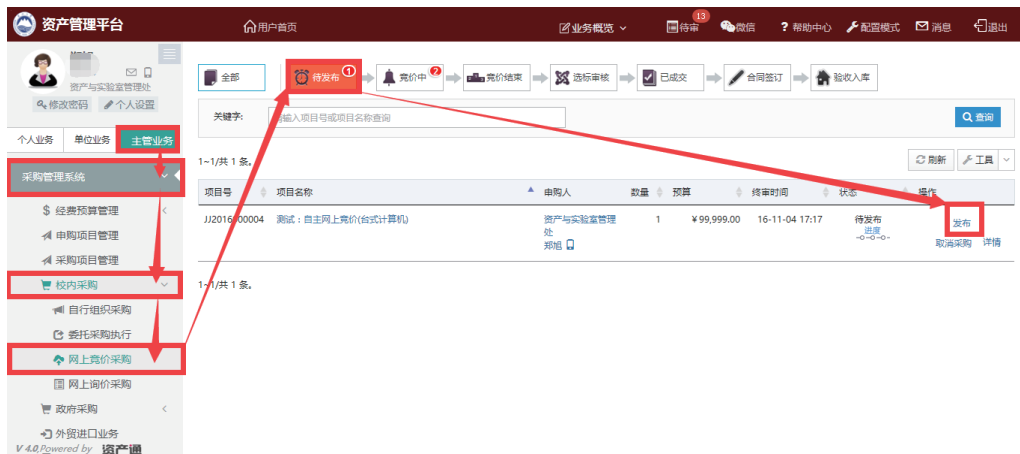 资产管理平台
用户首页
业务概览
待审
13
微信
? 帮助中心
配置模式
消息
退出
资产与实验室管理处
修改密码
个人设置
个人业务
单位业务
主管业务
采购管理系统
$ 经费预算管理
申购项目管理
采购项目管理
校内采购
自行组织采购
委托采购执行
网上竞价采购
网上询价采购
政府采购
外贸进口业务
V 4.0,Powered by 资产通
全部
待发布 1
竞价中 2
竞价结束
选标审核
已成交
合同签订
验收入库
关键字:
输入项目号或项目名称查询
查询
1~1/共 1 条。
刷新
工具
项目号 项目名称 申购人 数量 预算 终审时间 状态 操作
JJ2016000004 测试：自主网上竞价(台式计算机) 资产与实验室管理处 1 ¥99,999.00 16-11-04 17:17 待发布 发布
郑旭
进度
取消采购 详情
1~1/共 1 条。